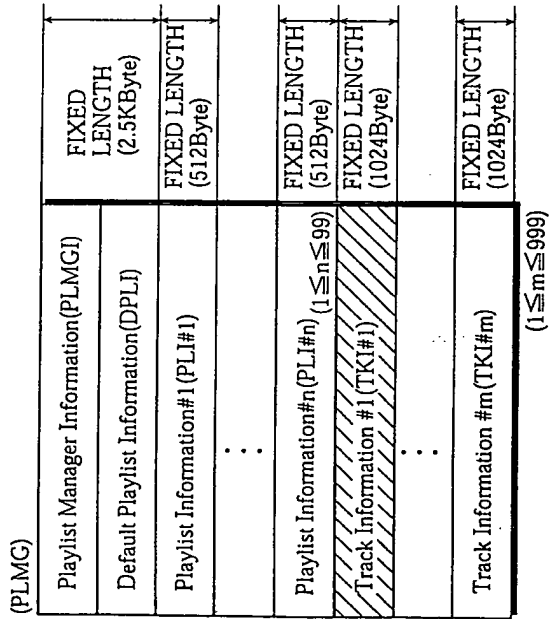 (PLMG)
Playlist Manager Information(PLMGI)
FIXED
LENGTH
(2.5KByte)
Default Playlist Information(DPLI)
Playlist Information#1(PLI#1)
FIXED LENGTH
(512Byte)
• • •
Playlist Information#n(PLI#n)
(1≦n≦99)
FIXED LENGTH
(512Byte)
Track Information #1(TKI#1)
FIXED LENGTH
(1024Byte)
• • •
Track Information #m(TKI#m)
FIXED LENGTH
(1024Byte)
(1≦m≦999)